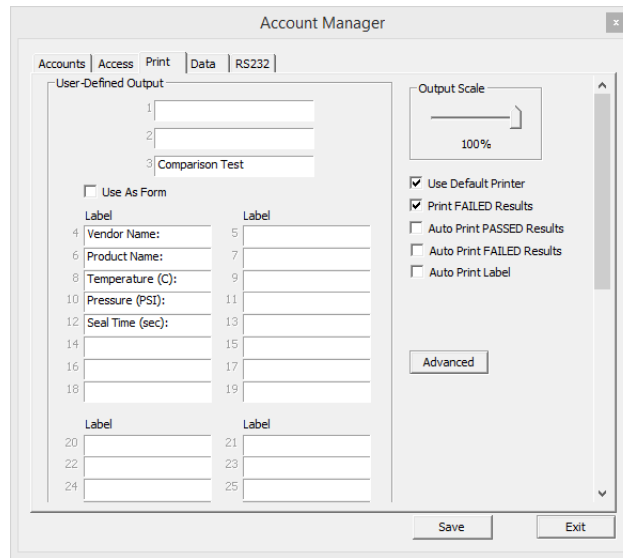 Account Manager
x
Accounts Access Print Data RS232
User-Defined Output
1
2
3 Comparison Test
Use As Form
Label Label
4 Vendor Name: 5
6 Product Name: 7
8 Temperature (C): 9
10 Pressure (PSI): 11
12 Seal Time (sec): 13
14 15
16 17
18 19
Label Label
20 21
22 23
24 25
Output Scale
100%
Use Default Printer
Print FAILED Results
Auto Print PASSED Results
Auto Print FAILED Results
Auto Print Label
Advanced
Save Exit